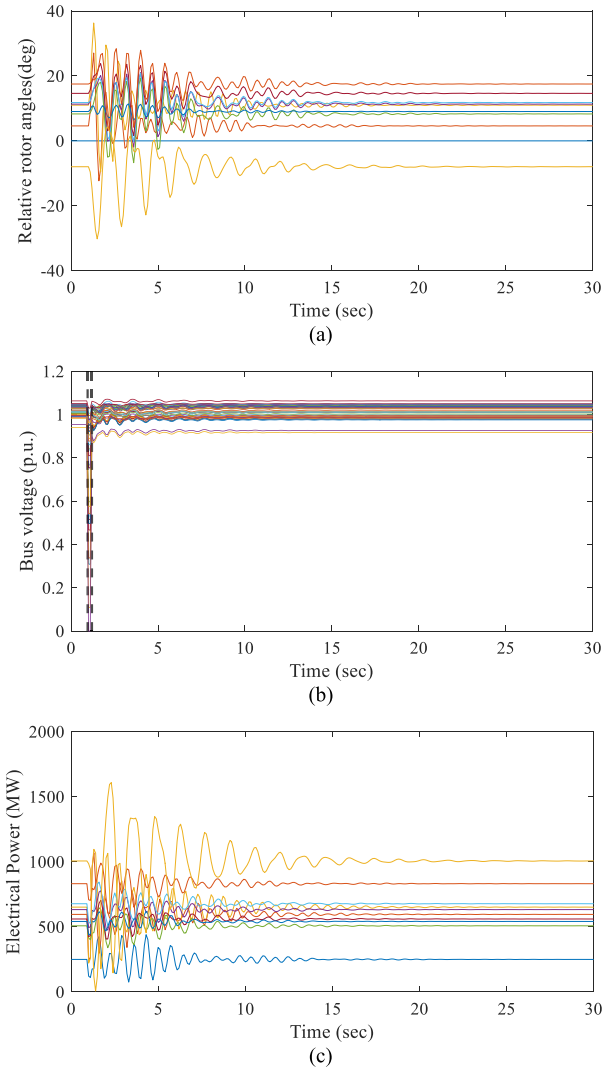 40
20
0
-20
-40
Relative rotor angles(deg)
0 5 10 15 20 25 30
Time (sec)
(a)
1.2
1
0.8
0.6
0.4
0.2
0
Bus voltage (p.u.)
0 5 10 15 20 25 30
Time (sec)
(b)
2000
1500
1000
500
0
Electrical Power (MW)
0 5 10 15 20 25 30
Time (sec)
(c)